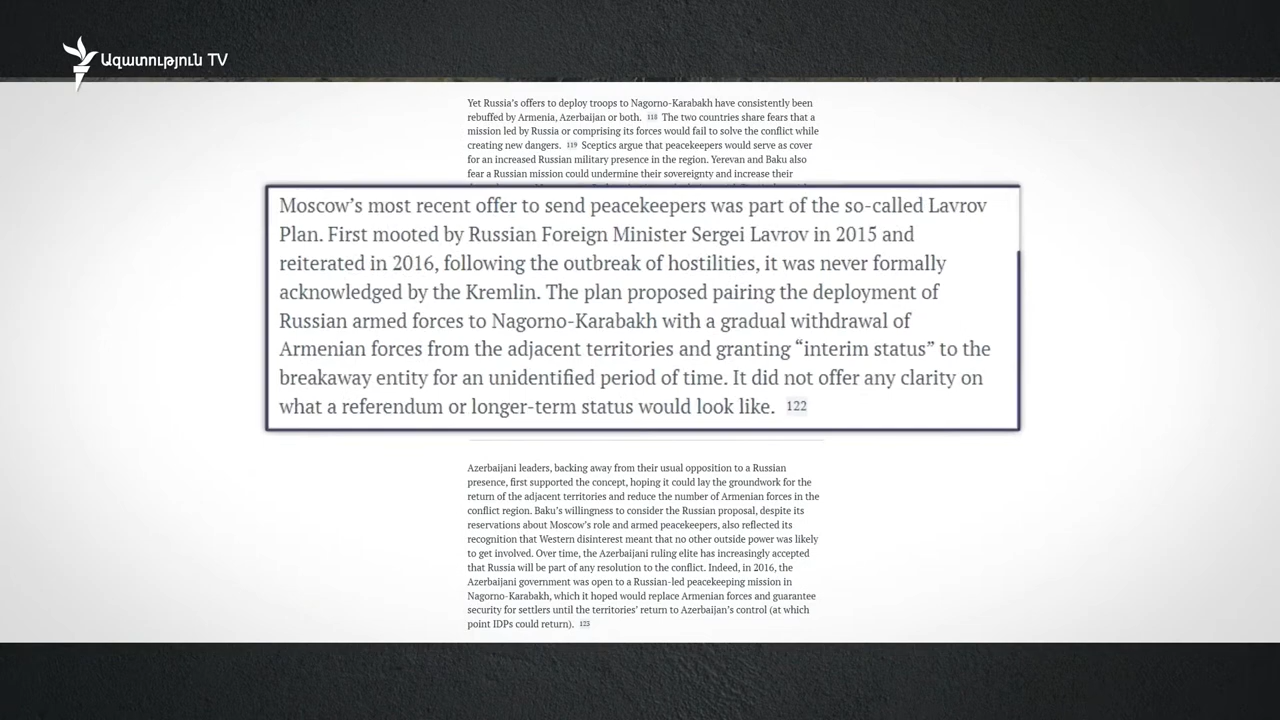 Ազատություն TV
Yet Russia's offers to deploy troops to Nagorno-Karabakh have consistently been
rebuffed by Armenia, Azerbaijan or both. 118 The two countries share fears that a
mission led by Russia or comprising its forces would fail to solve the conflict while
creating new dangers. 119 Sceptics argue that peacekeepers would serve as cover
for an increased Russian military presence in the region. Yerevan and Baku also
fear a Russian mission could undermine their sovereignty and increase their
Moscow's most recent offer to send peacekeepers was part of the so-called Lavrov
Plan. First mooted by Russian Foreign Minister Sergei Lavrov in 2015 and
reiterated in 2016, following the outbreak of hostilities, it was never formally
acknowledged by the Kremlin. The plan proposed pairing the deployment of
Russian armed forces to Nagorno-Karabakh with a gradual withdrawal of
Armenian forces from the adjacent territories and granting “interim status” to the
breakaway entity for an unidentified period of time. It did not offer any clarity on
what a referendum or longer-term status would look like. 122
Azerbaijani leaders, backing away from their usual opposition to a Russian
presence, first supported the concept, hoping it could lay the groundwork for the
return of the adjacent territories and reduce the number of Armenian forces in the
conflict region. Baku's willingness to consider the Russian proposal, despite its
reservations about Moscow's role and armed peacekeepers, also reflected its
recognition that Western disinterest meant that no other outside power was likely
to get involved. Over time, the Azerbaijani ruling elite has increasingly accepted
that Russia will be part of any resolution to the conflict. Indeed, in 2016, the
Azerbaijani government was open to a Russian-led peacekeeping mission in
Nagorno-Karabakh, which it hoped would replace Armenian forces and guarantee
security for settlers until the territories' return to Azerbaijan's control (at which
point IDPs could return). 123